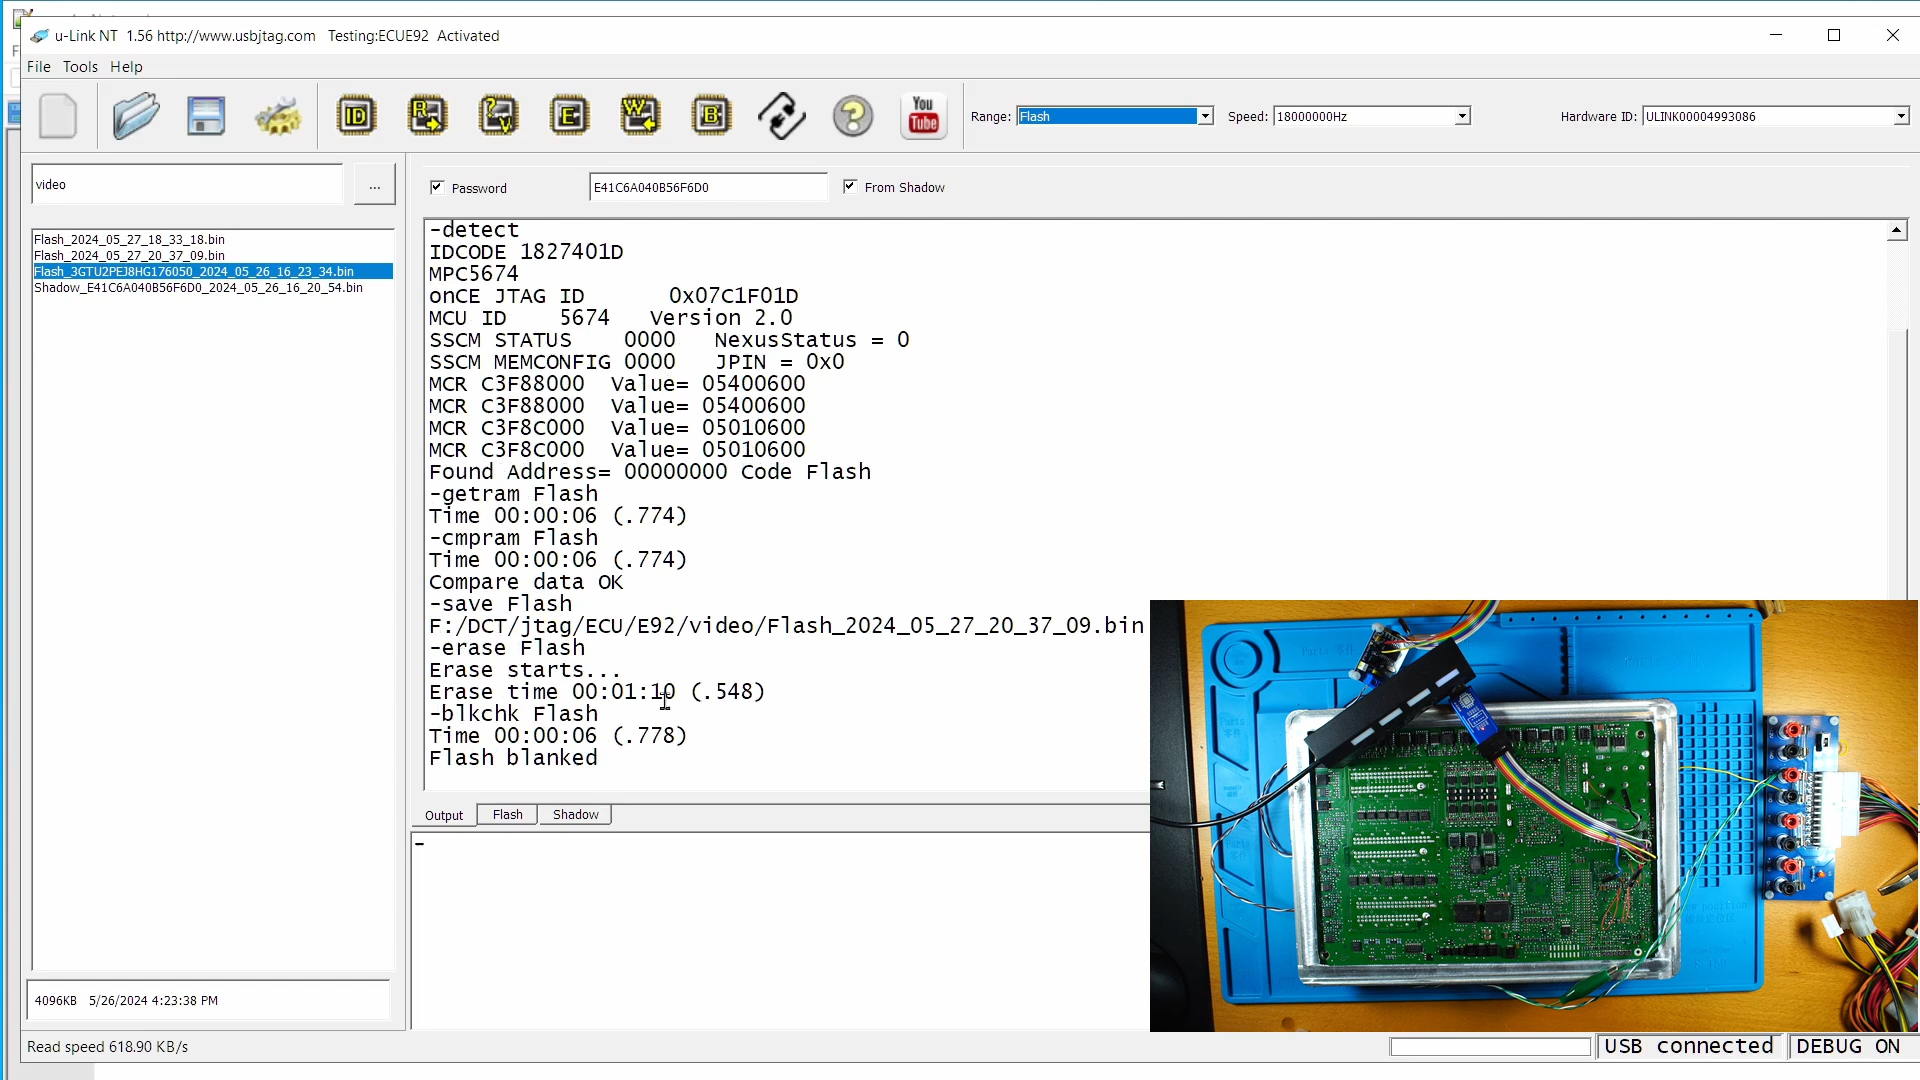 u-Link NT 1.56 http://www.usbjtag.com Testing:ECUE92 Activated
File Tools Help
ID
R
? V
E
W
B
?
You Tube
Range: Flash
Speed: 18000000Hz
Hardware ID: ULINK00004993086
video
...
Password
E41C6A040B56F6D0
From Shadow
Flash_2024_05_27_18_33_18.bin
Flash_2024_05_27_20_37_09.bin
Flash_3GTU2PEJ8HG176050_2024_05_26_16_23_34.bin
Shadow_E41C6A040B56F6D0_2024_05_26_16_20_54.bin
-detect
IDCODE 1827401D
MPC5674
onCE JTAG ID 0x07C1F01D
MCU ID 5674 Version 2.0
SSCM STATUS 0000 NexusStatus = 0
SSCM MEMCONFIG 0000 JPIN = 0x0
MCR C3F88000 Value= 05400600
MCR C3F88000 Value= 05400600
MCR C3F8C000 Value= 05010600
MCR C3F8C000 Value= 05010600
Found Address= 00000000 Code Flash
-getram Flash
Time 00:00:06 (.774)
-cmpram Flash
Time 00:00:06 (.774)
Compare data OK
-save Flash
F:/DCT/jtag/ECU/E92/video/Flash_2024_05_27_20_37_09.bin
-erase Flash
Erase starts...
Erase time 00:01:10 (.548)
-blkchk Flash
Time 00:00:06 (.778)
Flash blanked
Output Flash Shadow
-
4096KB 5/26/2024 4:23:38 PM
Read speed 618.90 KB/s
USB connected
DEBUG ON